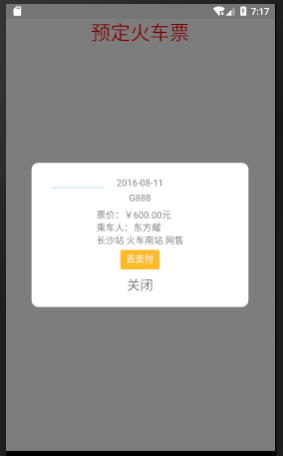 7:17
预定火车票
2016-08-11
G888
票价：￥600.00元
乘车人：东方耀
长沙站 火车南站 网售
去支付
关闭